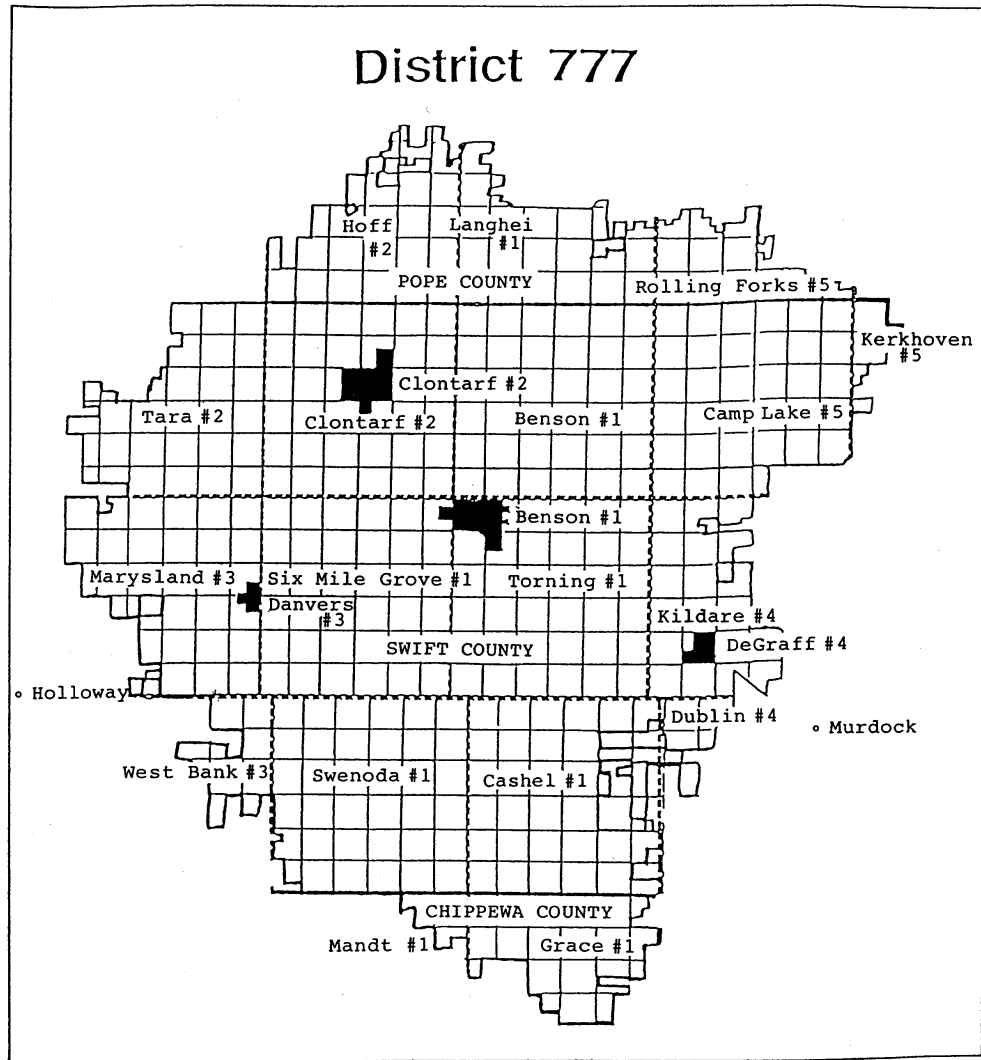 District 777
Hoff
#2
Langhei
#1
POPE COUNTY
Rolling Forks #5
Kerkhoven
#5
Clontarf #2
Tara #2
Clontarf #2
Benson #1
Camp Lake #5
Benson #1
Marysland #3
Six Mile Grove #1
Torning #1
Danvers
#3
Kildare #4
SWIFT COUNTY
DeGraff #4
Holloway
Dublin #4
Murdock
West Bank #3
Swenoda #1
Cashel #1
CHIPPEWA COUNTY
Mandt #1
Grace #1